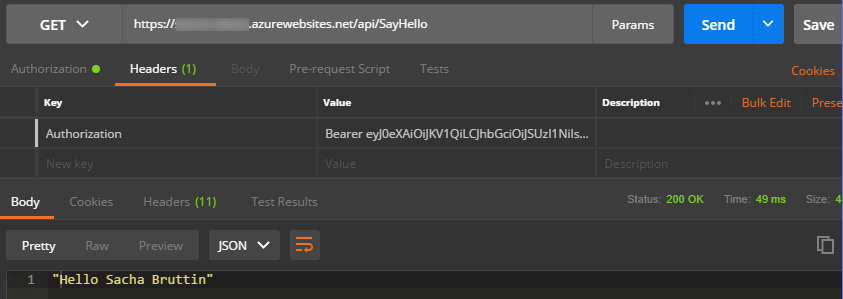 GET https://.azurewebsites.net/api/SayHello Params Send Save
Authorization Headers (1) Body Pre-request Script Tests Cookies
Key Value Description ••• Bulk Edit Prese
Authorization Bearer eyJ0eXAiOiJKV1QiLCJhbGciOiJSUzI1NiIs...
New key Value Description
Body Cookies Headers (11) Test Results Status: 200 OK Time: 49 ms Size: 4
Pretty Raw Preview JSON
1 "Hello Sacha Bruttin"